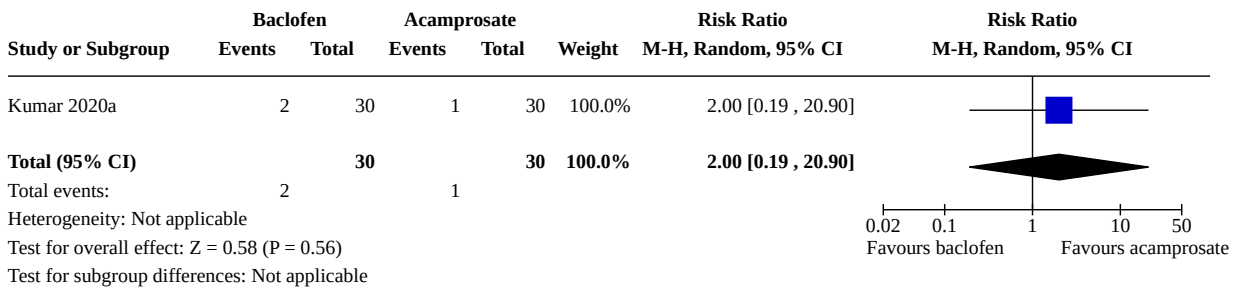 Baclofen Acamprosate Risk Ratio Risk Ratio
Study or Subgroup Events Total Events Total Weight M-H, Random, 95% CI M-H, Random, 95% CI
Kumar 2020a 2 30 1 30 100.0% 2.00 [0.19 , 20.90]
Total (95% CI) 30 30 100.0% 2.00 [0.19 , 20.90]
Total events: 2 1
Heterogeneity: Not applicable
0.02 0.1 1 10 50
Test for overall effect: Z = 0.58 (P = 0.56) Favours baclofen Favours acamprosate
Test for subgroup differences: Not applicable